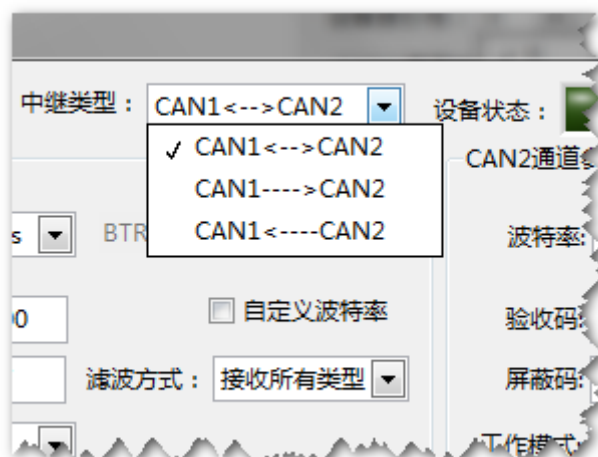 中继类型： CAN1<-->CAN2 设备状态：
✓ CAN1<-->CAN2
CAN2通道
CAN1---->CAN2
s BTR 波特率:
CAN1<----CAN2
0 自定义波特率 验收码:
滤波方式： 接收所有类型 屏蔽码:
工作模式: